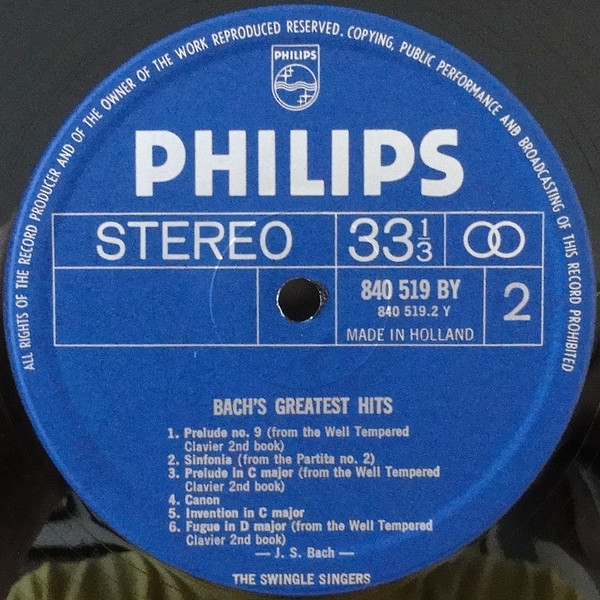 ALL RIGHTS OF THE RECORD PRODUCER AND OF THE OWNER OF THE WORK REPRODUCED RESERVED. COPYING, PUBLIC PERFORMANCE AND BROADCASTING OF THIS RECORD PROHIBITED
PHILIPS
PHILIPS
STEREO 33 1/3
840 519 BY
840 519.2 Y
2
MADE IN HOLLAND
BACH'S GREATEST HITS
1. Prelude no. 9 (from the Well Tempered
Clavier 2nd book)
2. Sinfonia (from the Partita no. 2)
3. Prelude in C major (from the Well Tempered
Clavier 2nd book)
4. Canon
5. Invention in C major
6. Fugue in D major (from the Well Tempered
Clavier 2nd book)
— J. S. Bach —
THE SWINGLE SINGERS